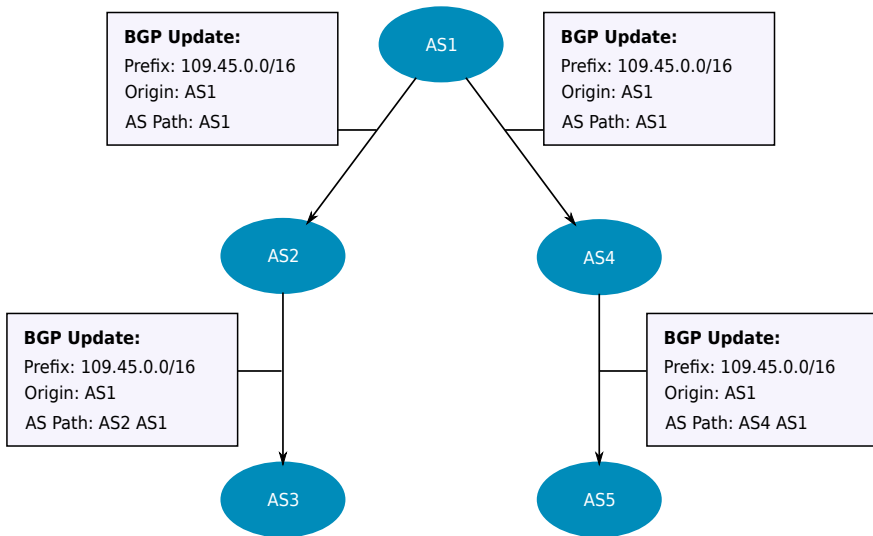 BGP Update:
Prefix: 109.45.0.0/16
Origin: AS1
AS Path: AS1
AS1
BGP Update:
Prefix: 109.45.0.0/16
Origin: AS1
AS Path: AS1
AS2
AS4
BGP Update:
Prefix: 109.45.0.0/16
Origin: AS1
AS Path: AS2 AS1
BGP Update:
Prefix: 109.45.0.0/16
Origin: AS1
AS Path: AS4 AS1
AS3
AS5